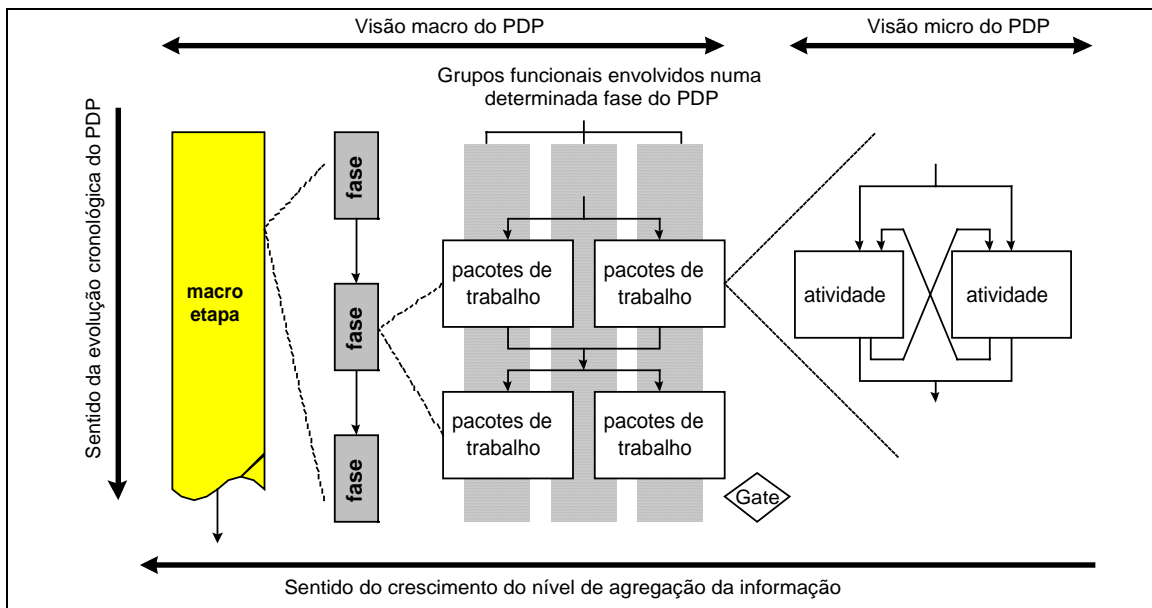 Visão macro do PDP
Visão micro do PDP
Grupos funcionais envolvidos numa
determinada fase do PDP
Sentido da evolução cronológica do PDP
macro
etapa
fase
fase
fase
pacotes de
trabalho
pacotes de
trabalho
pacotes de
trabalho
pacotes de
trabalho
atividade
atividade
Gate
Sentido do crescimento do nível de agregação da informação